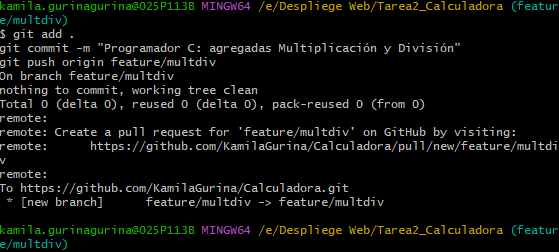 kamila.gurinagurina@025P113B MINGW64 /e/Despliege Web/Tarea2_Calculadora (featur
e/multdiv)
$ git add .
git commit -m "Programador C: agregadas Multiplicación y División"
git push origin feature/multdiv
On branch feature/multdiv
nothing to commit, working tree clean
Total 0 (delta 0), reused 0 (delta 0), pack-reused 0 (from 0)
remote:
remote: Create a pull request for 'feature/multdiv' on GitHub by visiting:
remote:      https://github.com/KamilaGurina/Calculadora/pull/new/feature/multdi
v
remote:
To https://github.com/KamilaGurina/Calculadora.git
 * [new branch]      feature/multdiv -> feature/multdiv

kamila.gurinagurina@025P113B MINGW64 /e/Despliege Web/Tarea2_Calculadora (featur
e/multdiv)